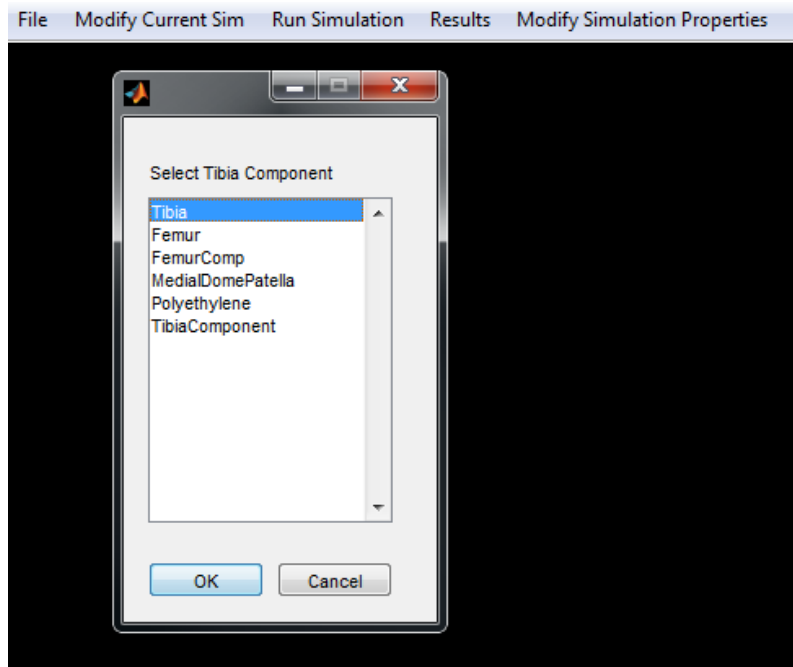 File Modify Current Sim Run Simulation Results Modify Simulation Properties
Select Tibia Component
Tibia
Femur
FemurComp
MedialDomePatella
Polyethylene
TibiaComponent
OK Cancel